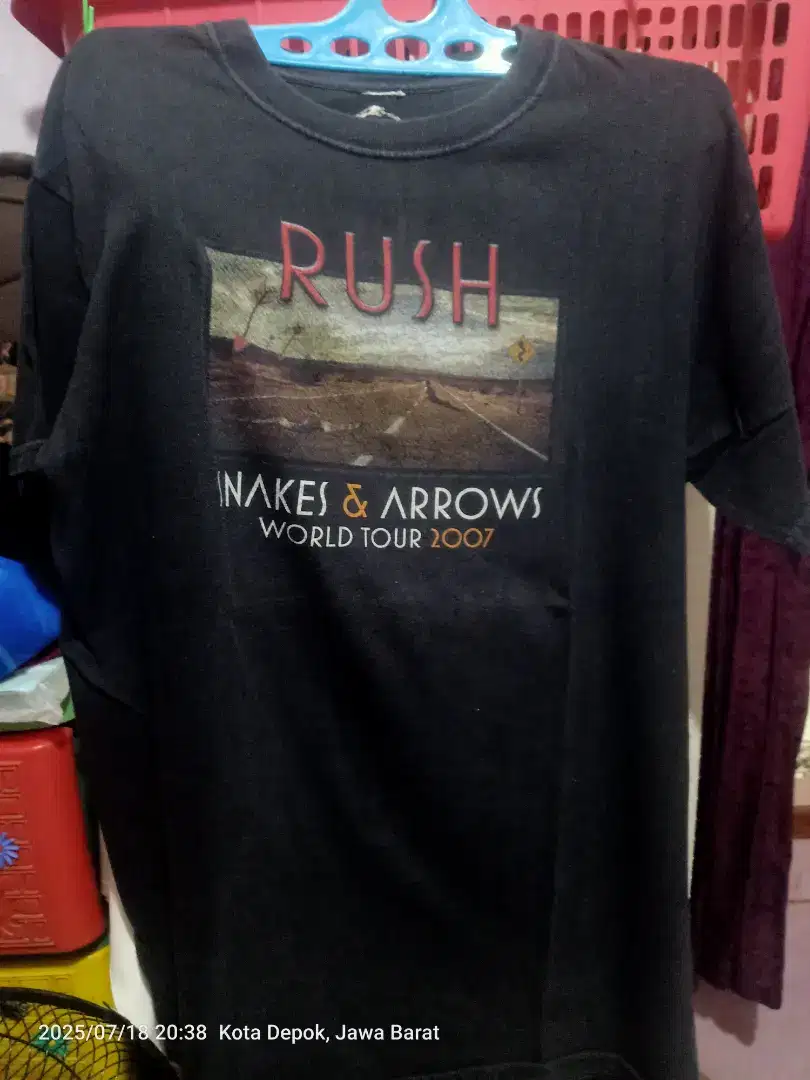 RUSH
SNAKES & ARROWS
WORLD TOUR 2007
2025/07/18 20:38 Kota Depok, Jawa Barat